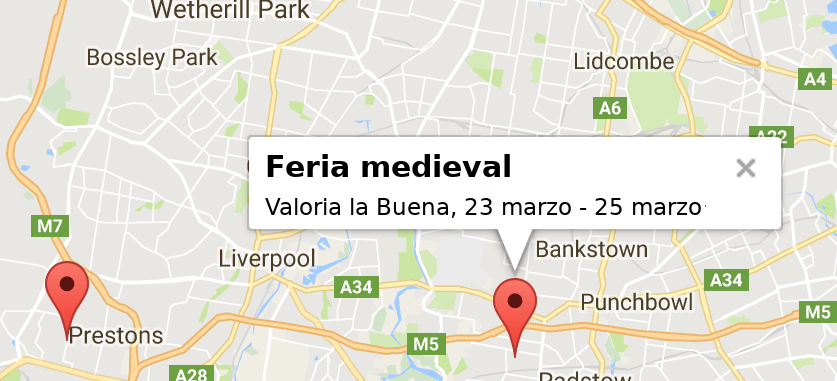 Wetherill Park
Bossley Park
Lidcombe
A4
A6
A22
Feria medieval
Valoria la Buena, 23 marzo - 25 marzo
M7
Liverpool
Bankstown
A34
A34
Punchbowl
M5
Prestons
M5
A28
Padstow